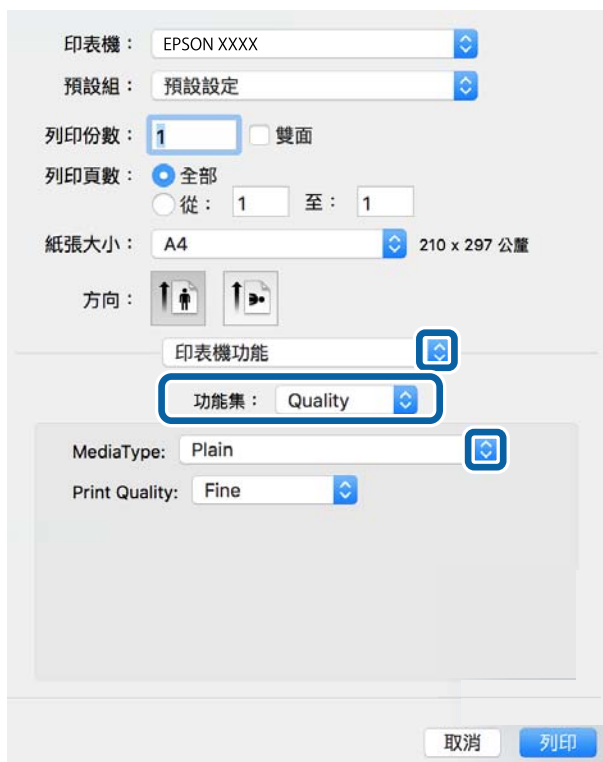 印表機： EPSON XXXX
預設組： 預設設定
列印份數： 1 雙面
列印頁數： 全部
從： 1 至： 1
紙張大小： A4 210 x 297 公釐
方向：
印表機功能
功能集： Quality
MediaType: Plain
Print Quality: Fine
取消 列印